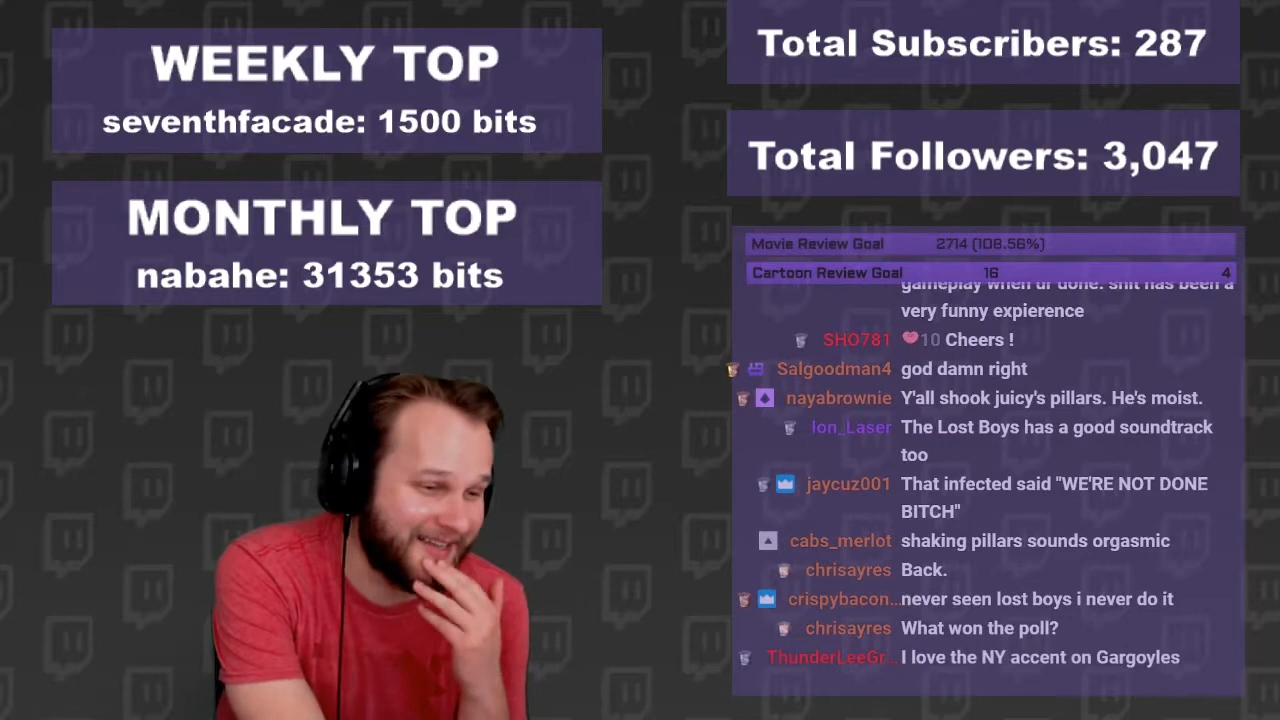 WEEKLY TOP
seventhfacade: 1500 bits
MONTHLY TOP
nabahe: 31353 bits
Total Subscribers: 287
Total Followers: 3,047
Movie Review Goal 2714 (108.56%)
Cartoon Review Goal 16 4
gameplay when ur done. shit has been a
very funny expierence
SHO781 10 Cheers !
Salgoodman4 god damn right
nayabrownie Y'all shook juicy's pillars. He's moist.
Ion_Laser The Lost Boys has a good soundtrack
too
jaycuz001 That infected said "WE'RE NOT DONE
BITCH"
cabs_merlot shaking pillars sounds orgasmic
chrisayres Back.
crispybacon... never seen lost boys i never do it
chrisayres What won the poll?
ThunderLeeGr... I love the NY accent on Gargoyles